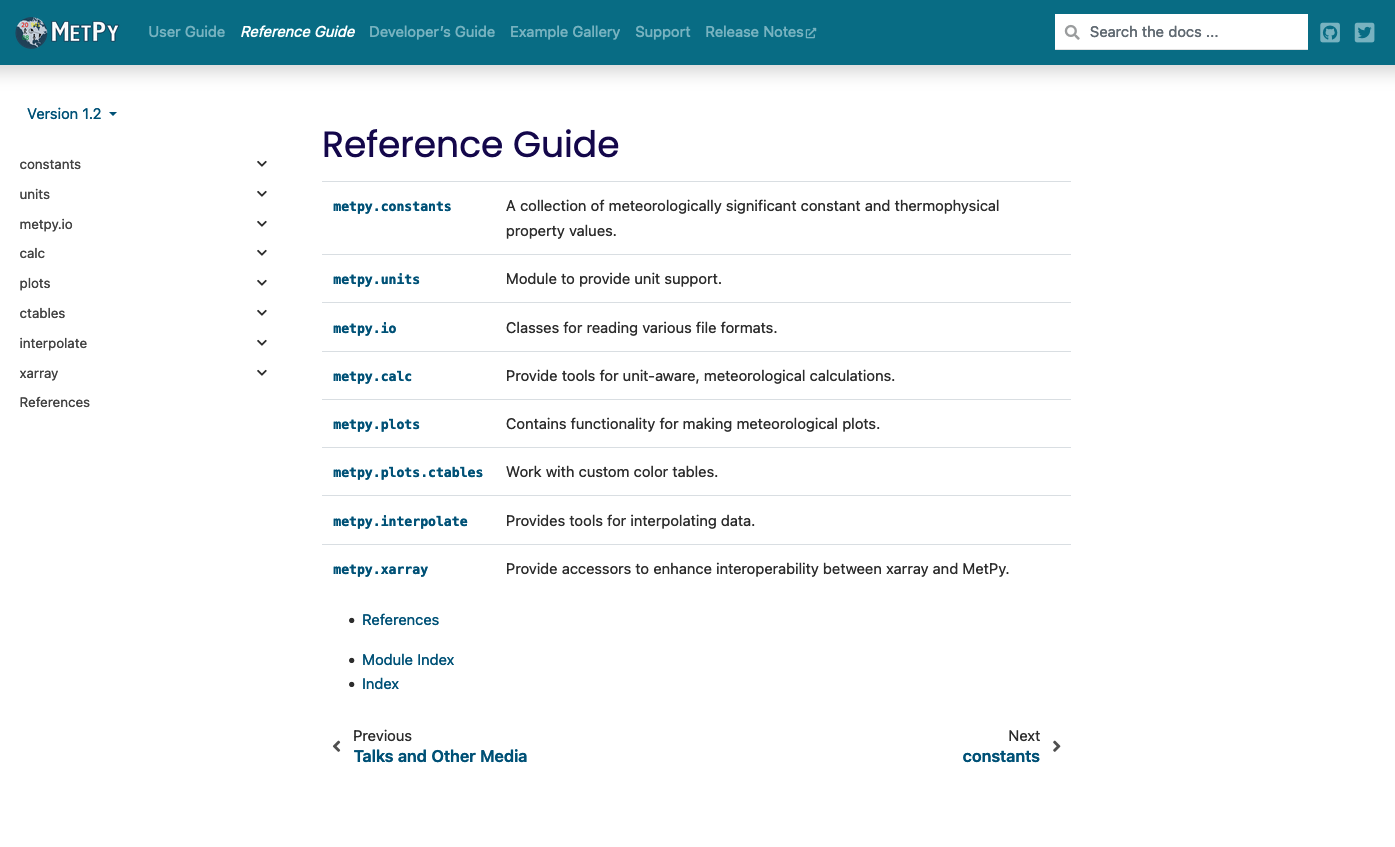 METPY
User Guide
Reference Guide
Developer's Guide
Example Gallery
Support
Release Notes
Search the docs ...
Version 1.2
constants
units
metpy.io
calc
plots
ctables
interpolate
xarray
References
Reference Guide
metpy.constants
A collection of meteorologically significant constant and thermophysical
property values.
metpy.units
Module to provide unit support.
metpy.io
Classes for reading various file formats.
metpy.calc
Provide tools for unit-aware, meteorological calculations.
metpy.plots
Contains functionality for making meteorological plots.
metpy.plots.ctables
Work with custom color tables.
metpy.interpolate
Provides tools for interpolating data.
metpy.xarray
Provide accessors to enhance interoperability between xarray and MetPy.
References
Module Index
Index
Previous
Talks and Other Media
Next
constants